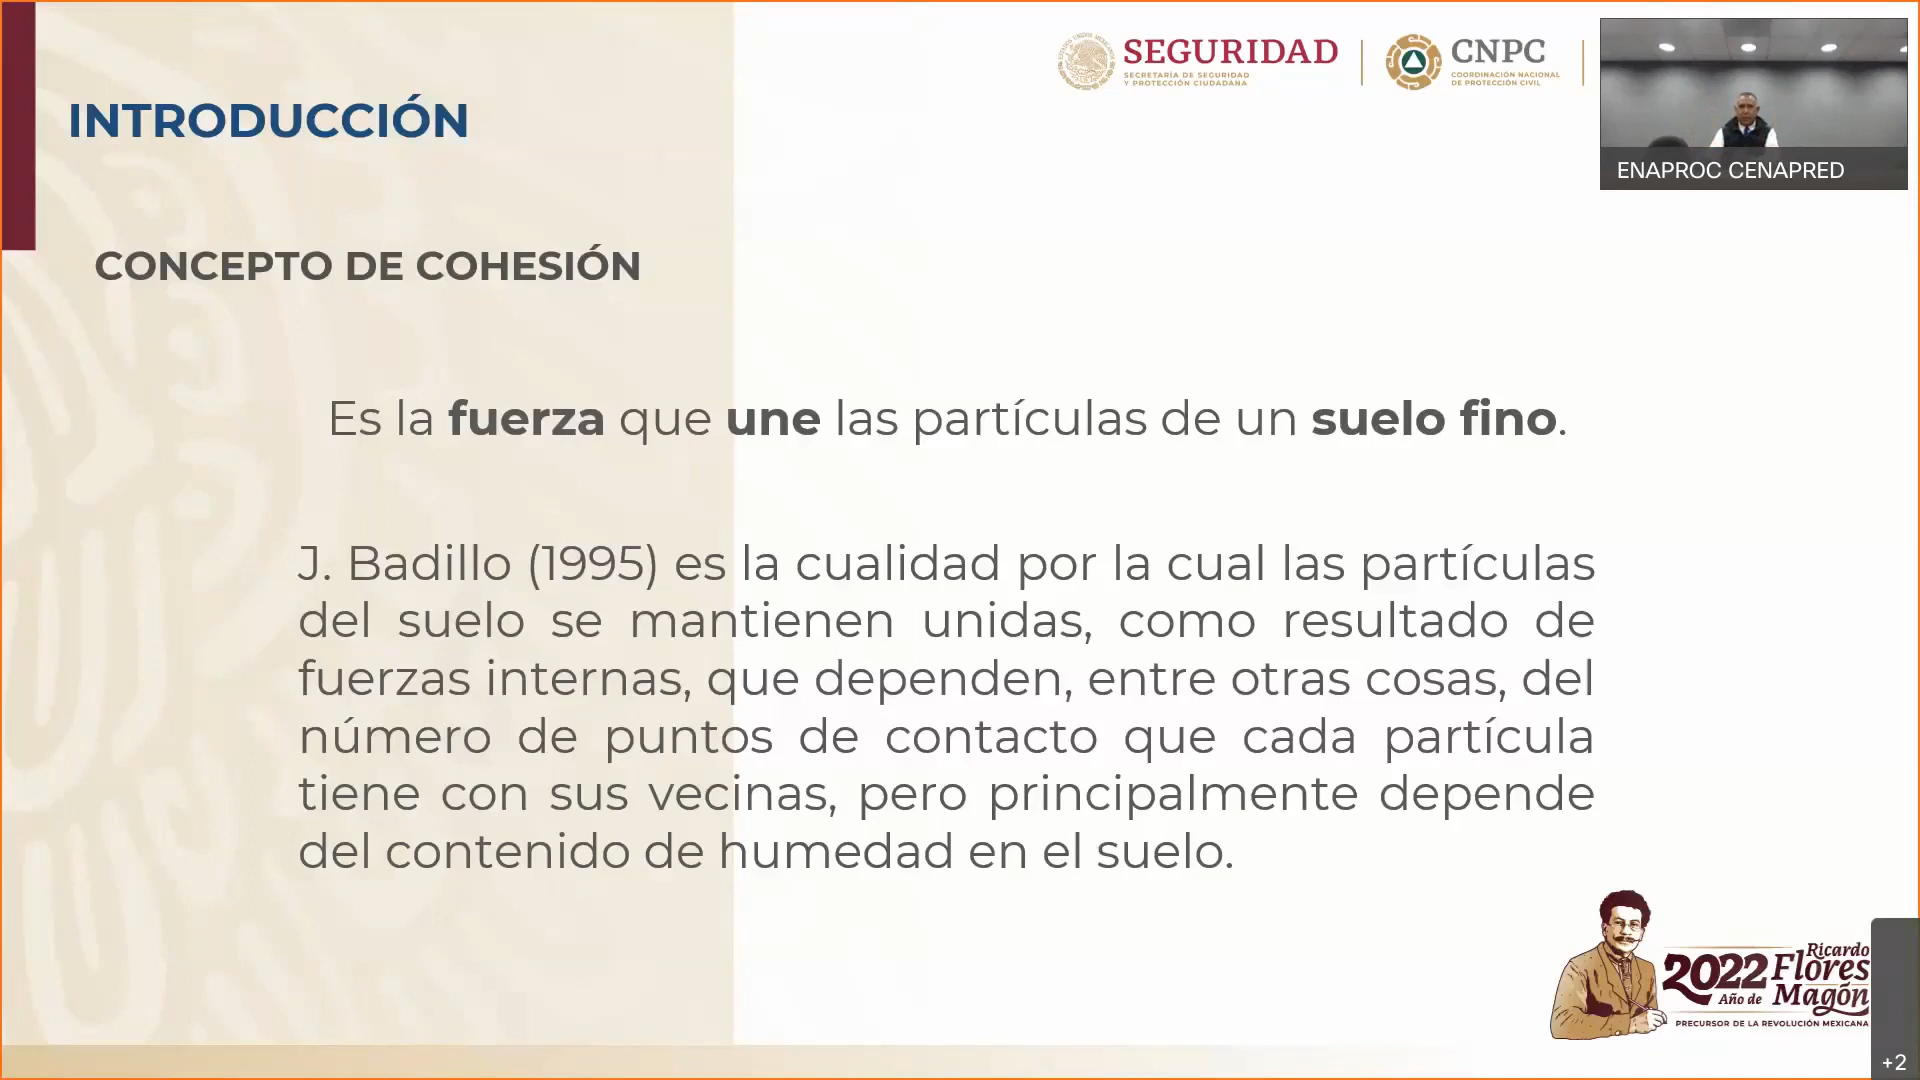 SEGURIDAD
SECRETARÍA DE SEGURIDAD
Y PROTECCIÓN CIUDADANA
CNPC
COORDINACIÓN NACIONAL
DE PROTECCIÓN CIVIL
ENAPROC CENAPRED
INTRODUCCIÓN
CONCEPTO DE COHESIÓN
Es la fuerza que une las partículas de un suelo fino.
J. Badillo (1995) es la cualidad por la cual las partículas
del suelo se mantienen unidas, como resultado de
fuerzas internas, que dependen, entre otras cosas, del
número de puntos de contacto que cada partícula
tiene con sus vecinas, pero principalmente depende
del contenido de humedad en el suelo.
2022 Ricardo
Año de Flores
Magón
PRECURSOR DE LA REVOLUCIÓN MEXICANA
+2